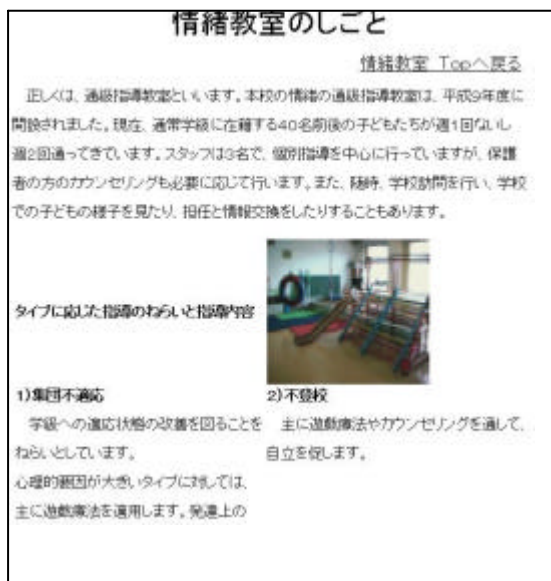 情緒教室のしごと
情緒教室 Topへ戻る
正しくは、通級指導教室といいます。本校の情緒の通級指導教室は、平成9年度に
開設されました。現在、通常学級に在籍する40名前後の子どもたちが週1回ないし
週2回通ってきています。スタッフは3名で、個別指導を中心に行っていますが、保護
者の方のカウンセリングも必要に応じて行います。また、随時、学校訪問を行い、学校
での子どもの様子を見たり、担任と情報交換をしたりすることもあります。
タイプに応じた指導のねらいと指導内容
1)集団不適応
学級への適応状態の改善を図ることを
ねらいとしています。
心理的要因が大きいタイプに対しては、
主に遊戯療法を適用します。発達上の
2)不登校
主に遊戯療法やカウンセリングを通して、
自立を促します。